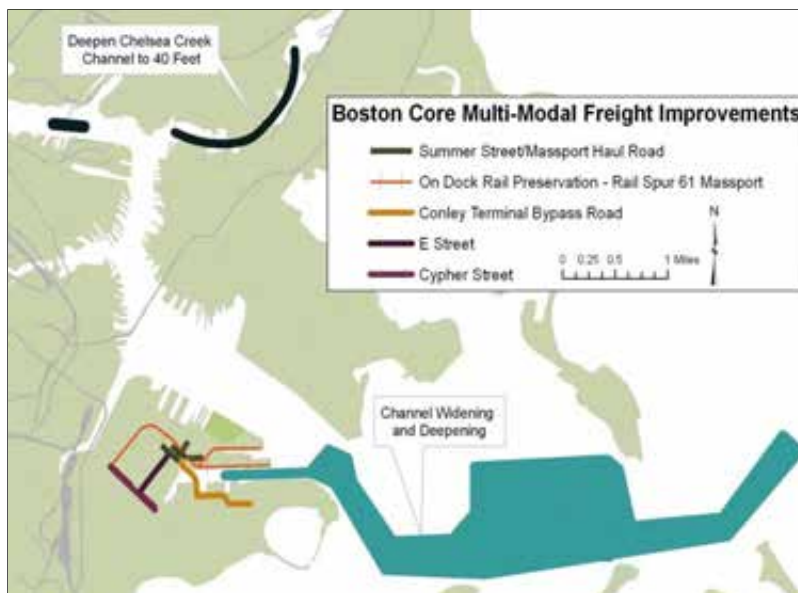 Deepen Chelsea Creek
Channel to 40 Feet
Boston Core Multi-Modal Freight Improvements
Summer Street/Massport Haul Road
On Dock Rail Preservation - Rail Spur 61 Massport
Conley Terminal Bypass Road
E Street
Cypher Street
N
0 0.25 0.5 1 Miles
Channel Widening
and Deepening